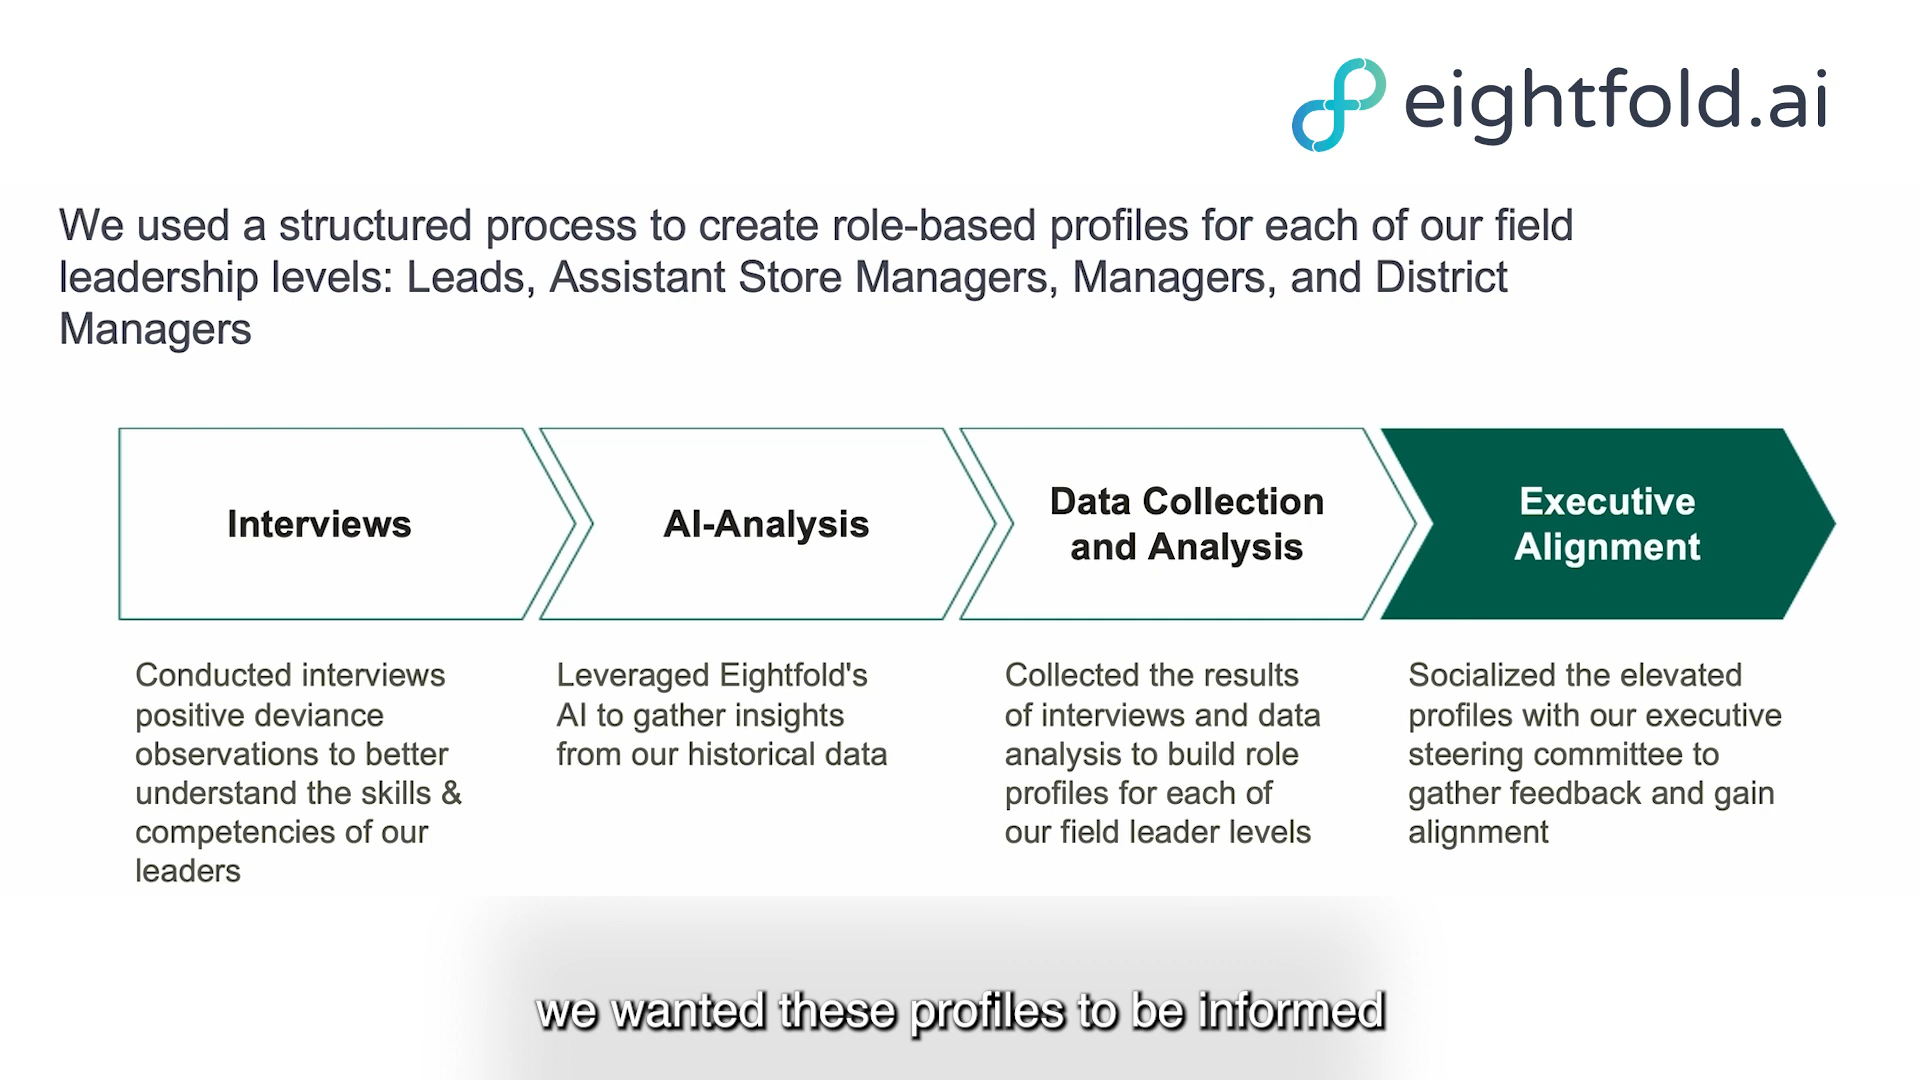 eightfold.ai
We used a structured process to create role-based profiles for each of our field
leadership levels: Leads, Assistant Store Managers, Managers, and District
Managers
Interviews
AI-Analysis
Data Collection
and Analysis
Executive
Alignment
Conducted interviews
positive deviance
observations to better
understand the skills &
competencies of our
leaders
Leveraged Eightfold's
AI to gather insights
from our historical data
Collected the results
of interviews and data
analysis to build role
profiles for each of
our field leader levels
Socialized the elevated
profiles with our executive
steering committee to
gather feedback and gain
alignment
we wanted these profiles to be informed